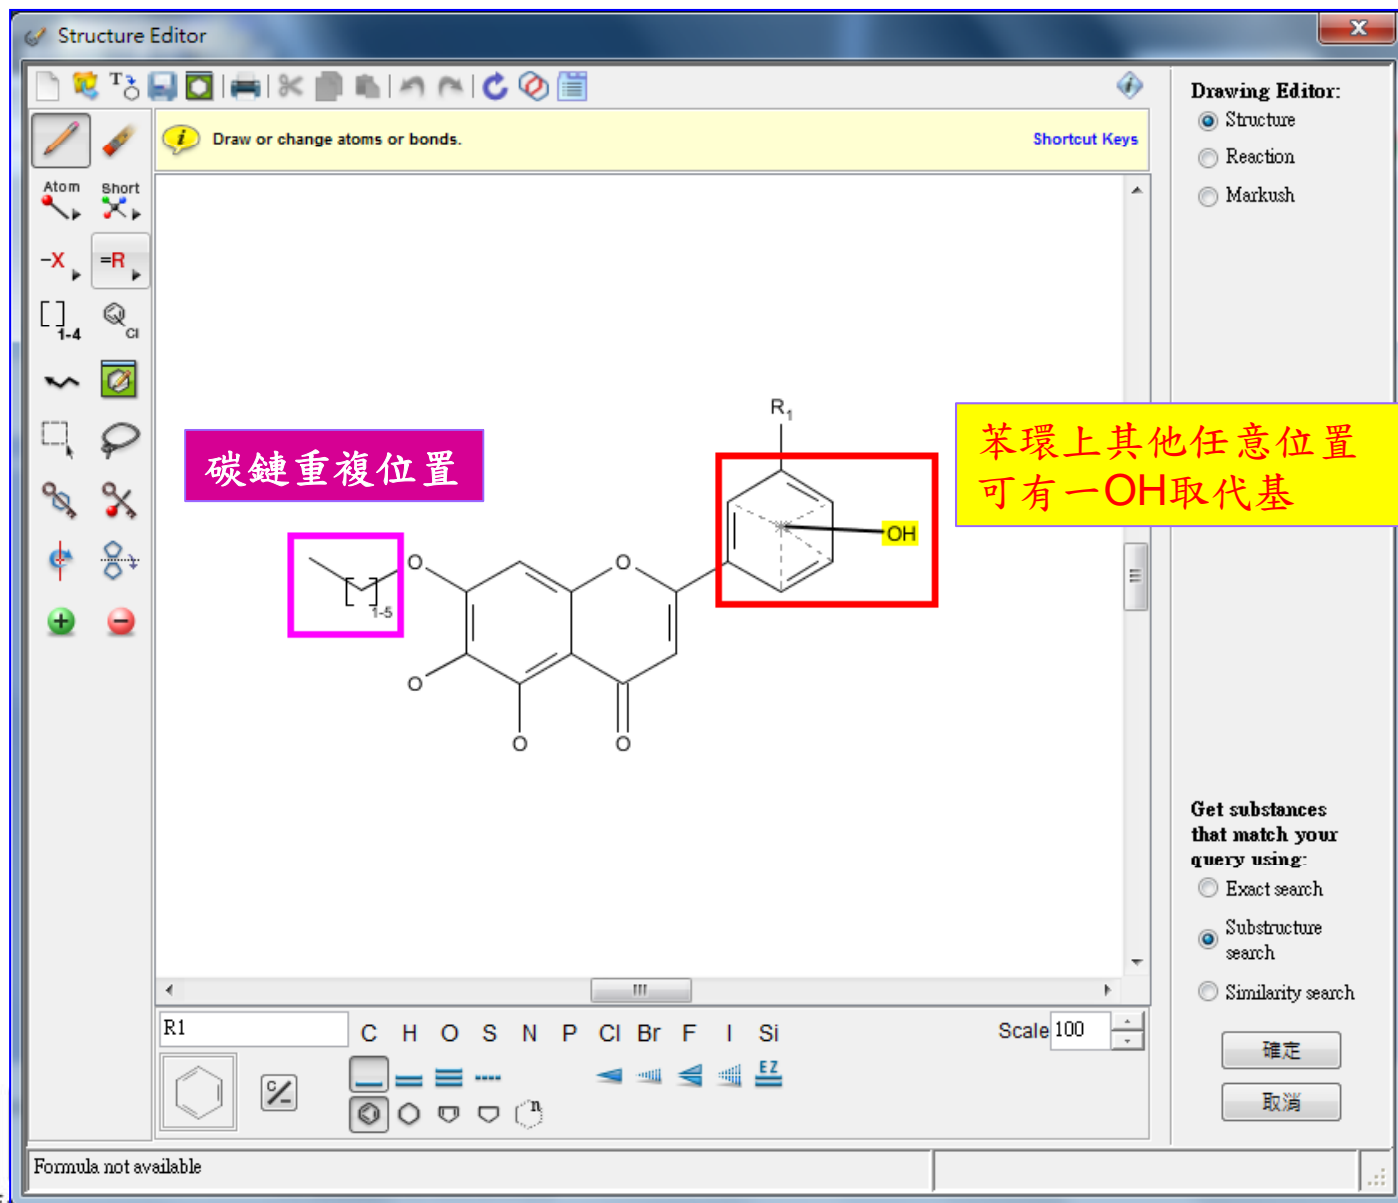 Structure Editor
Draw or change atoms or bonds.
Shortcut Keys
Drawing Editor:
Structure
Reaction
Markush
Atom
Short
-X
=R
[ ] 1-4
Cl
碳鏈重複位置
R1
苯環上其他任意位置
可有一OH取代基
OH
O
O
[ ] 1-5
O
O
O
Get substances
that match your
query using:
Exact search
Substructure
search
Similarity search
R1
C H O S N P Cl Br F I Si
Scale 100
EZ
C
n
確定
取消
Formula not available